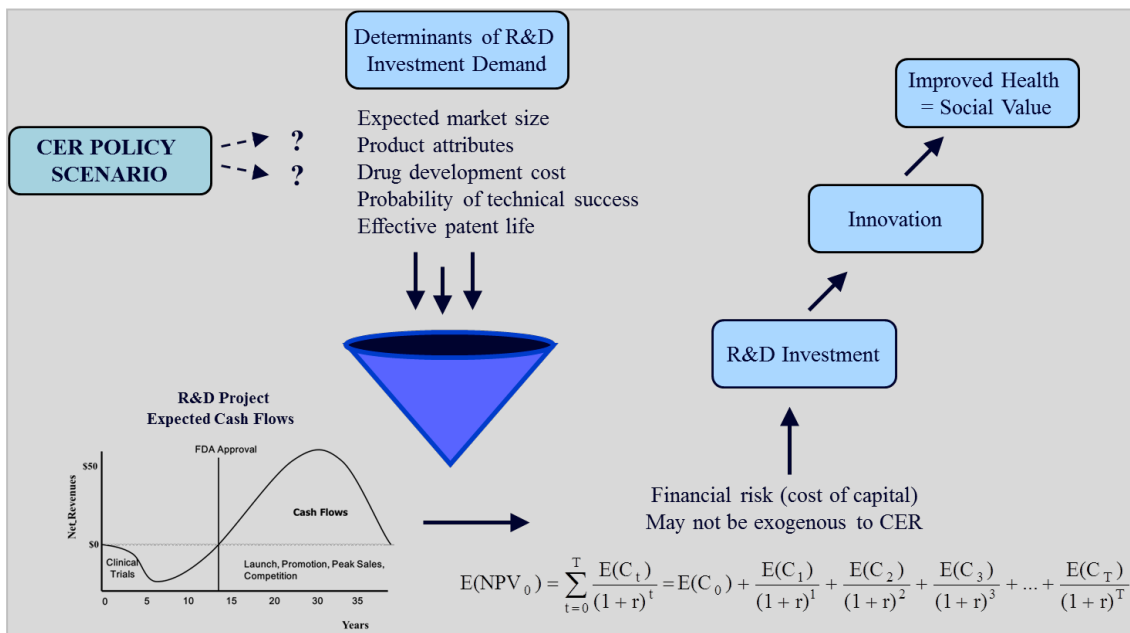 Determinants of R&D
Investment Demand
Improved Health
= Social Value
CER POLICY
SCENARIO
?
?
Expected market size
Product attributes
Drug development cost
Probability of technical success
Effective patent life
Innovation
R&D Investment
R&D Project
Expected Cash Flows
FDA Approval
$50
Net Revenues
Cash Flows
$0
Clinical
Trials
Launch, Promotion, Peak Sales,
Competition
0 5 10 15 20 25 30 35
Years
Financial risk (cost of capital)
May not be exogenous to CER
E(NPV₀) = ∑_{t=0}^{T} E(C_t)/(1+r)^t = E(C₀) + E(C₁)/(1+r)¹ + E(C₂)/(1+r)² + E(C₃)/(1+r)³ + ... + E(C_T)/(1+r)^T